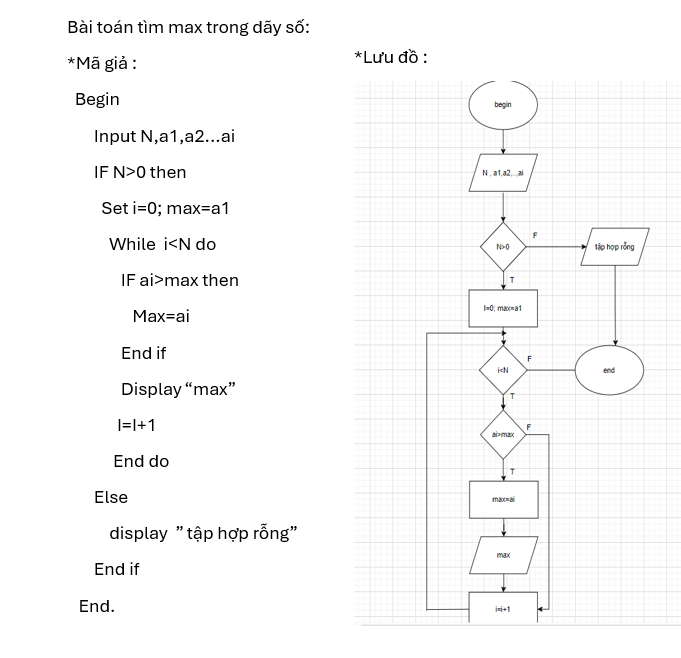 Bài toán tìm max trong dãy số:
*Mã giả :
Begin
Input N,a1,a2...ai
IF N>0 then
Set i=0; max=a1
While i<N do
IF ai>max then
Max=ai
End if
Display “max”
I=I+1
End do
Else
display ” tập hợp rỗng”
End if
End.
*Lưu đồ :
begin
N , a1,a2,...ai
N>0
F
tập hợp rỗng
T
I=0; max=a1
i<N
F
end
T
ai>max
F
T
max=ai
max
i=i+1